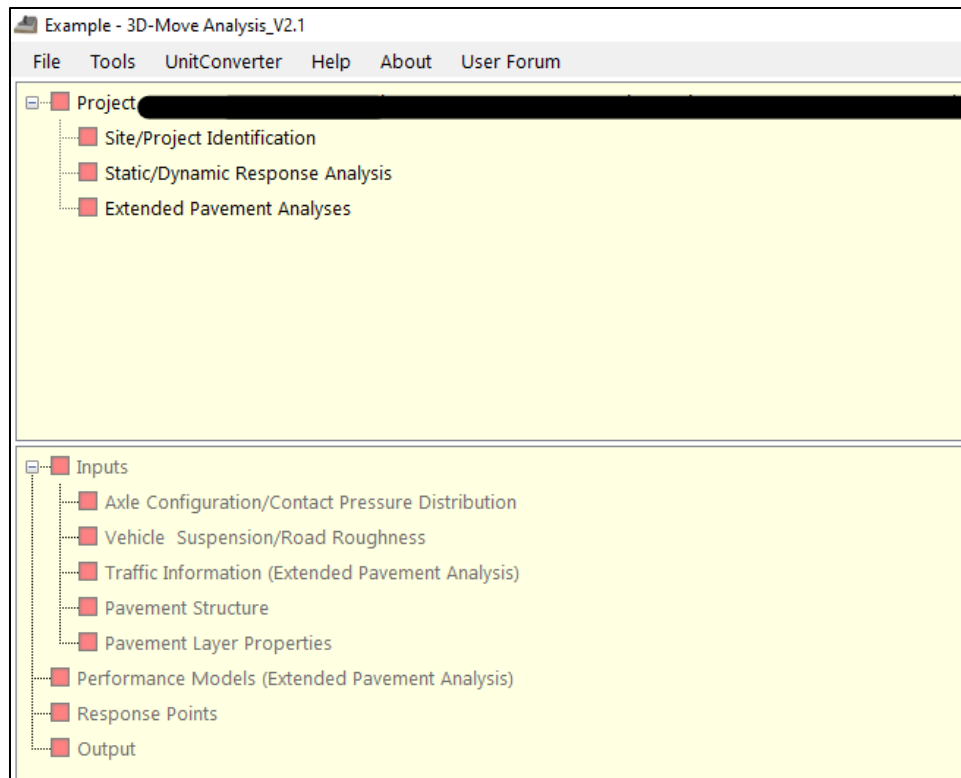 Example - 3D-Move Analysis_V2.1
File Tools UnitConverter Help About User Forum
Project
Site/Project Identification
Static/Dynamic Response Analysis
Extended Pavement Analyses
Inputs
Axle Configuration/Contact Pressure Distribution
Vehicle  Suspension/Road Roughness
Traffic Information (Extended Pavement Analysis)
Pavement Structure
Pavement Layer Properties
Performance Models (Extended Pavement Analysis)
Response Points
Output